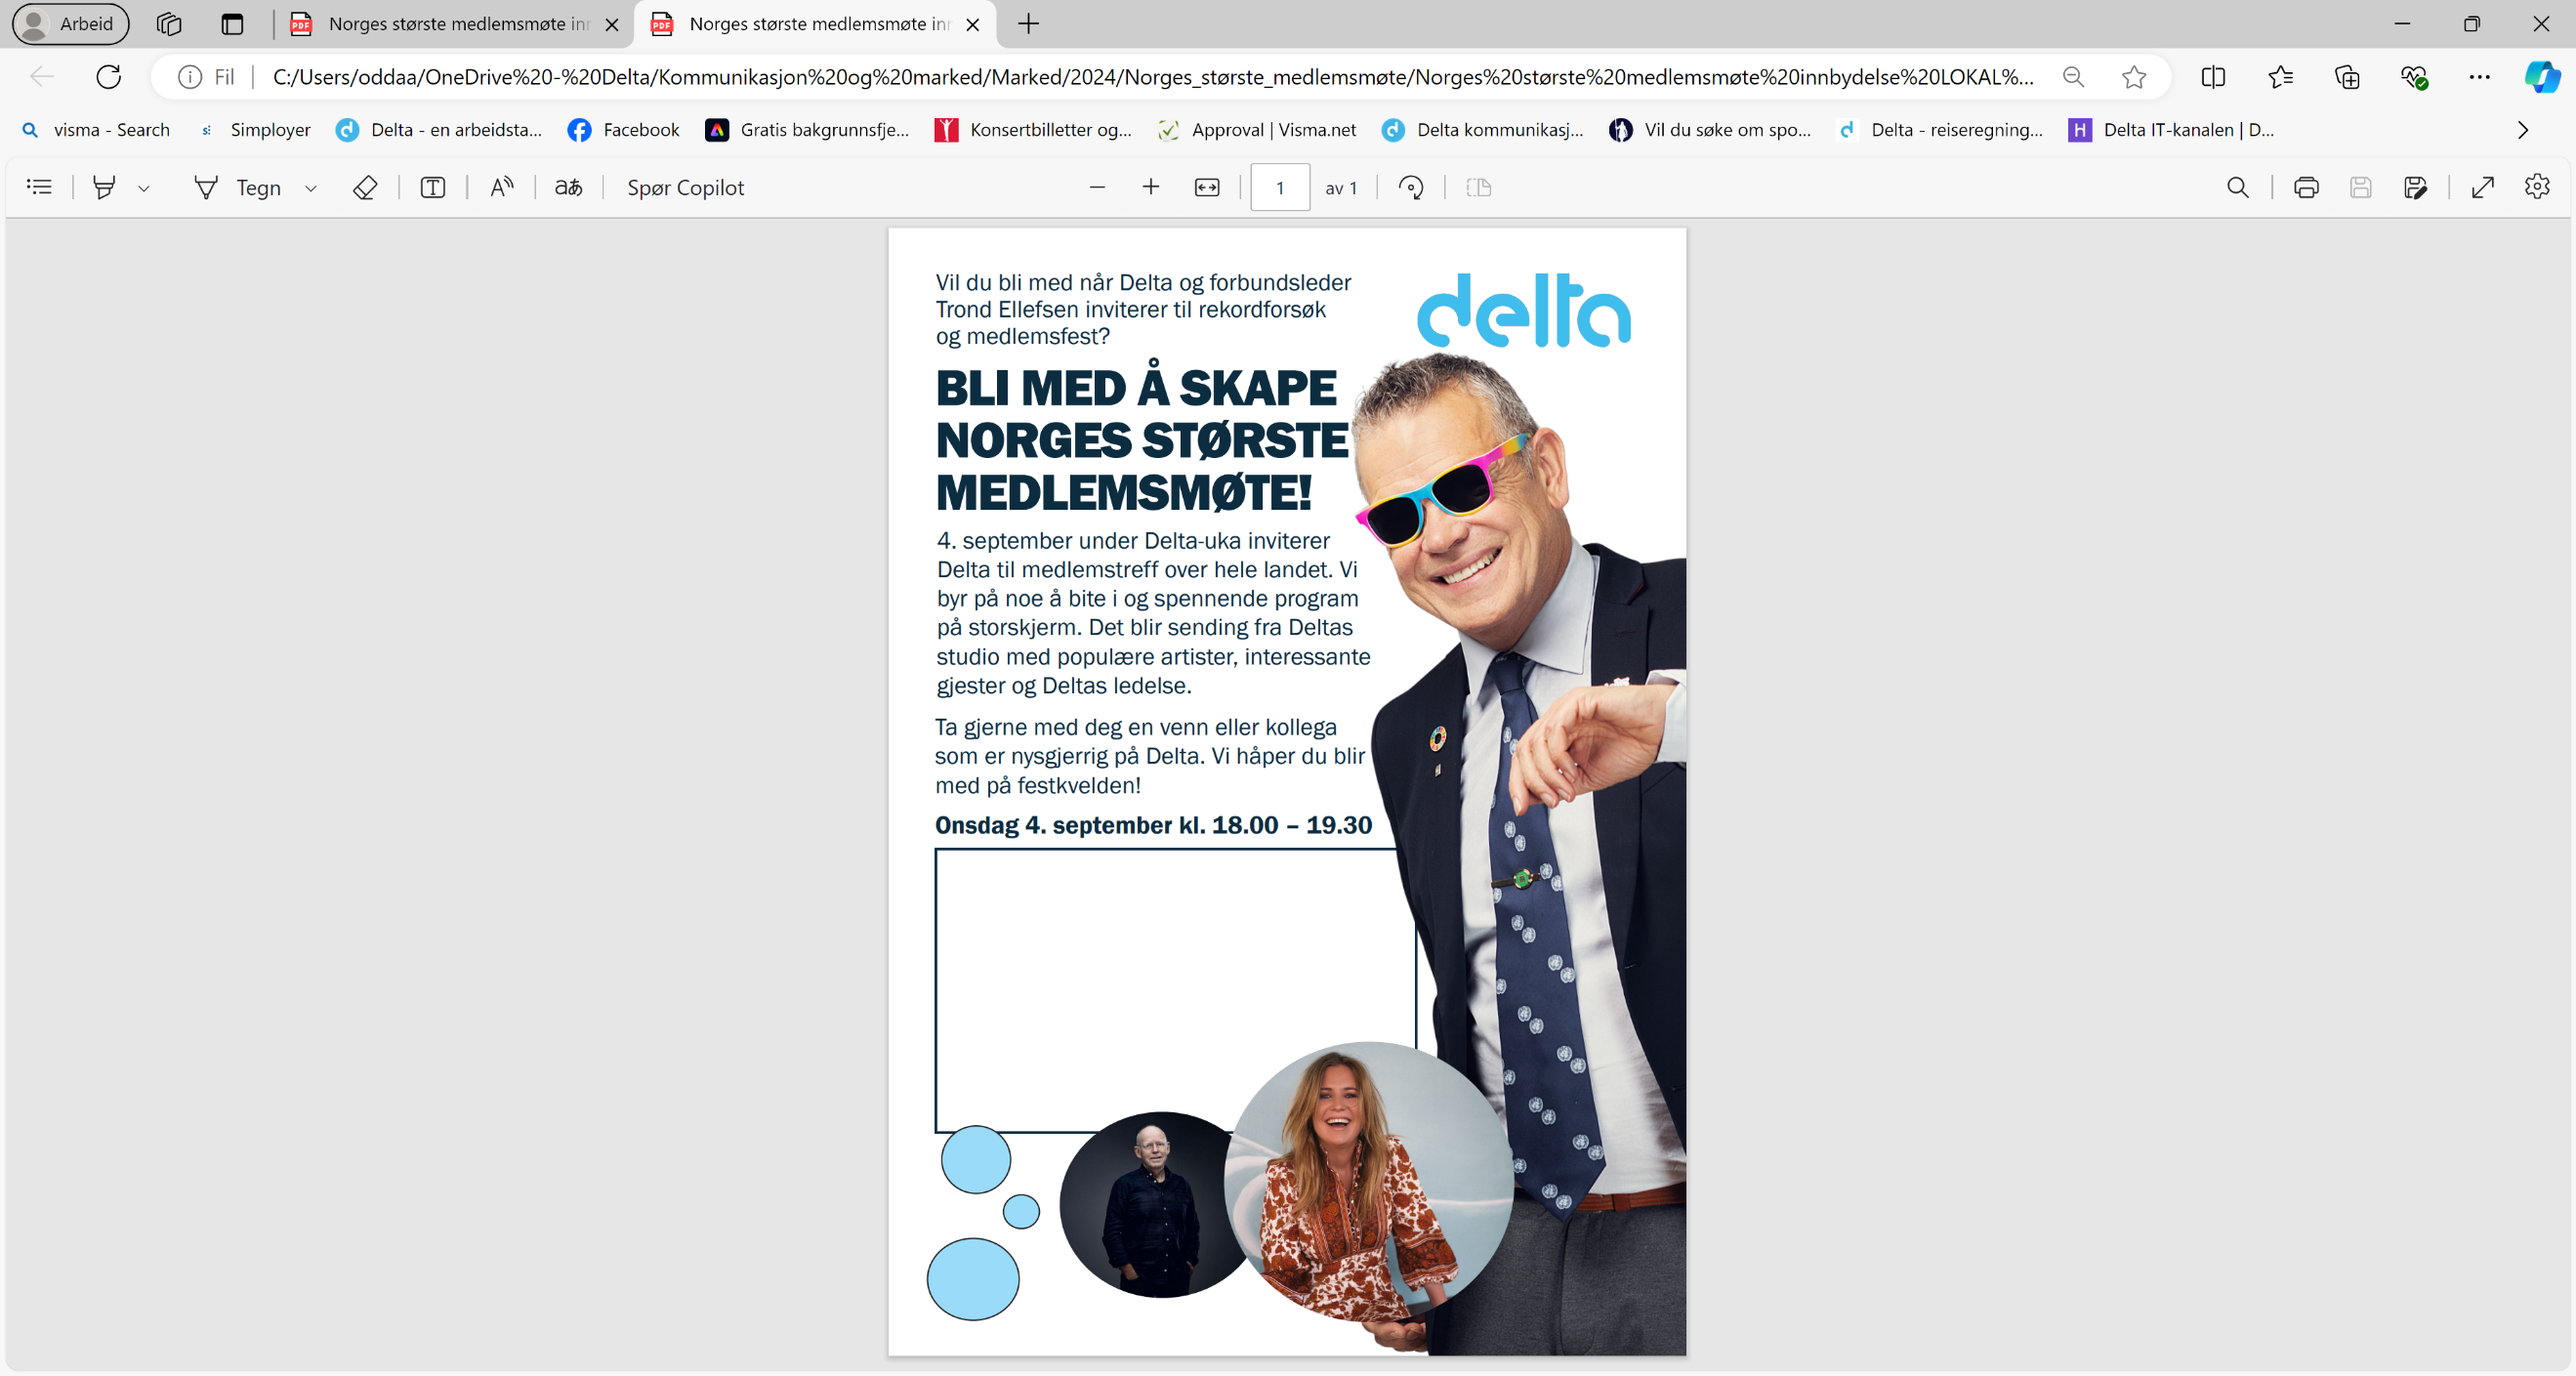 Arbeid
Norges største medlemsmøte inn
Norges største medlemsmøte inn
Fil
C:/Users/oddaa/OneDrive%20-%20Delta/Kommunikasjon%20og%20marked/Marked/2024/Norges_største_medlemsmøte/Norges%20største%20medlemsmøte%20innbydelse%20LOKAL%...
visma - Search
Simployer
Delta - en arbeidsta...
Facebook
Gratis bakgrunnsfje...
Konsertbilletter og...
Approval | Visma.net
Delta kommunikasj...
Vil du søke om spo...
Delta - reiseregning...
Delta IT-kanalen | D...
Tegn
Spør Copilot
1
av 1
Vil du bli med når Delta og forbundsleder
Trond Ellefsen inviterer til rekordforsøk
og medlemsfest?
delta
BLI MED Å SKAPE
NORGES STØRSTE
MEDLEMSMØTE!
4. september under Delta-uka inviterer
Delta til medlemstreff over hele landet. Vi
byr på noe å bite i og spennende program
på storskjerm. Det blir sending fra Deltas
studio med populære artister, interessante
gjester og Deltas ledelse.
Ta gjerne med deg en venn eller kollega
som er nysgjerrig på Delta. Vi håper du blir
med på festkvelden!
Onsdag 4. september kl. 18.00 – 19.30